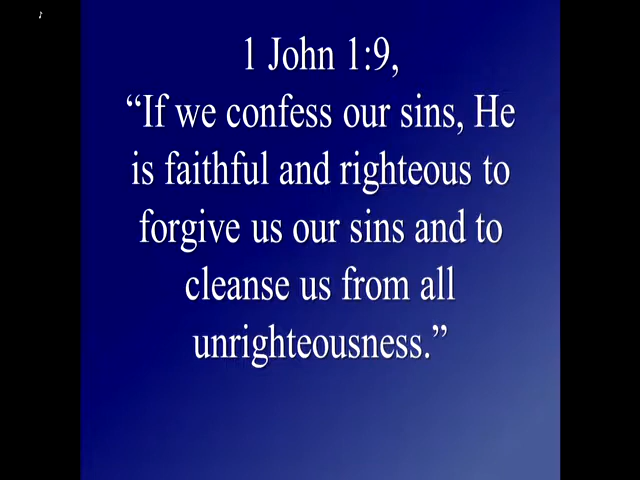 1 John 1:9,
“If we confess our sins, He
is faithful and righteous to
forgive us our sins and to
cleanse us from all
unrighteousness.”